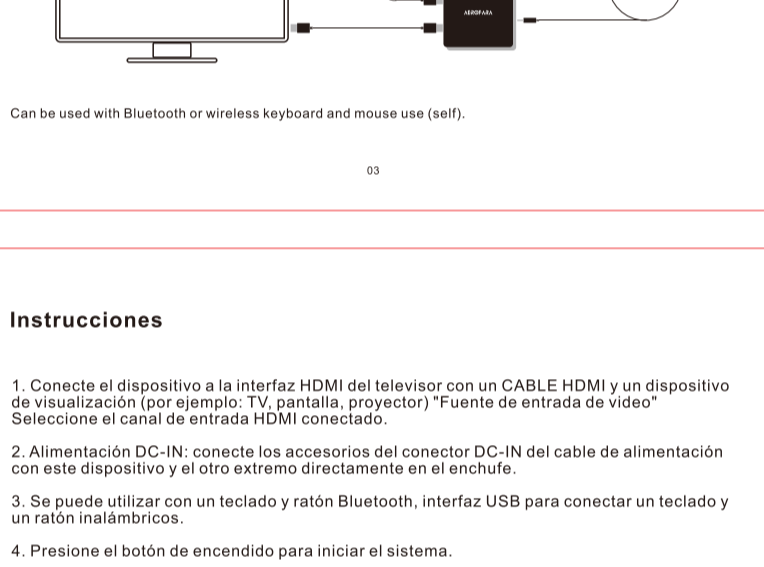 AEROFARA
Can be used with Bluetooth or wireless keyboard and mouse use (self).
03
Instrucciones
1. Conecte el dispositivo a la interfaz HDMI del televisor con un CABLE HDMI y un dispositivo
de visualización (por ejemplo: TV, pantalla, proyector) "Fuente de entrada de video"
Seleccione el canal de entrada HDMI conectado.
2. Alimentación DC-IN: conecte los accesorios del conector DC-IN del cable de alimentación
con este dispositivo y el otro extremo directamente en el enchufe.
3. Se puede utilizar con un teclado y ratón Bluetooth, interfaz USB para conectar un teclado y
un ratón inalámbricos.
4. Presione el botón de encendido para iniciar el sistema.